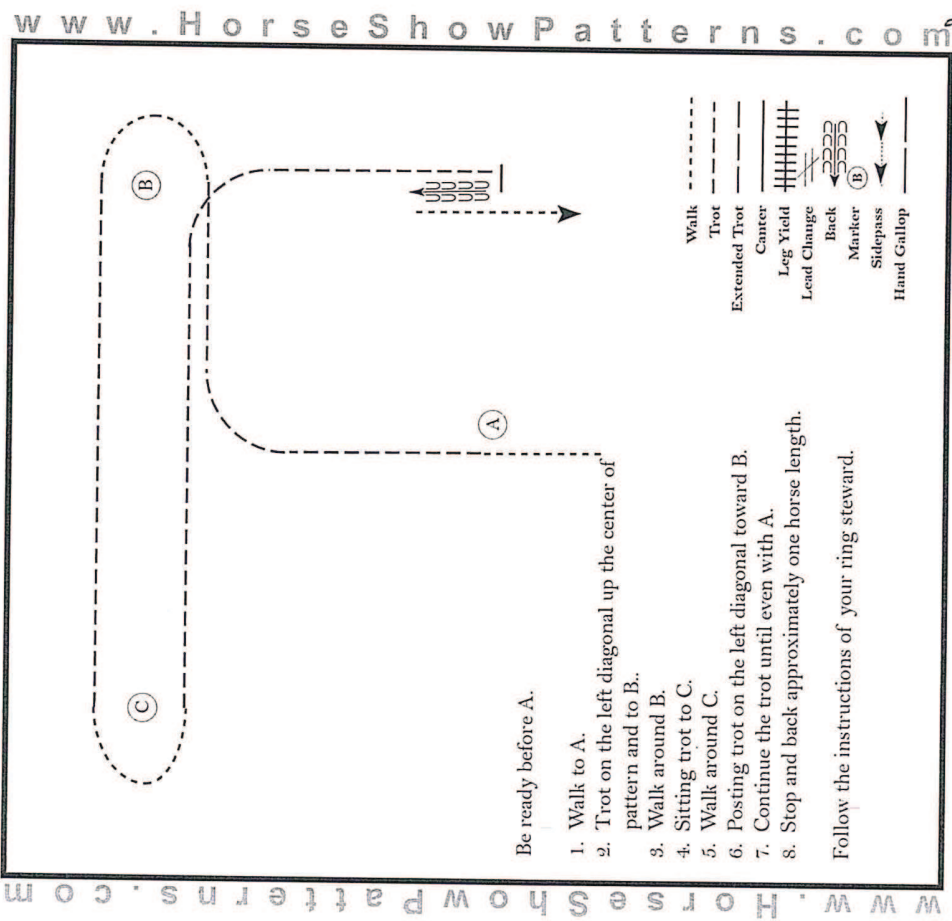 www.HorseShowPatterns.com
B
C
A
Be ready before A.
1. Walk to A.
2. Trot on the left diagonal up the center of
pattern and to B..
3. Walk around B.
4. Sitting trot to C.
5. Walk around C.
6. Posting trot on the left diagonal toward B.
7. Continue the trot until even with A.
8. Stop and back approximately one horse length.
Follow the instructions of your ring steward.
Walk
Trot
Extended Trot
Canter
Leg Yield
Lead Change
Back
Marker B
Sidepass
Hand Gallop
www.HorseShowPatterns.com